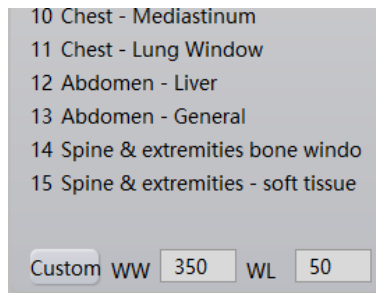 10 Chest - Mediastinum
11 Chest - Lung Window
12 Abdomen - Liver
13 Abdomen - General
14 Spine & extremities bone windo
15 Spine & extremities - soft tissue
Custom WW 350 WL 50